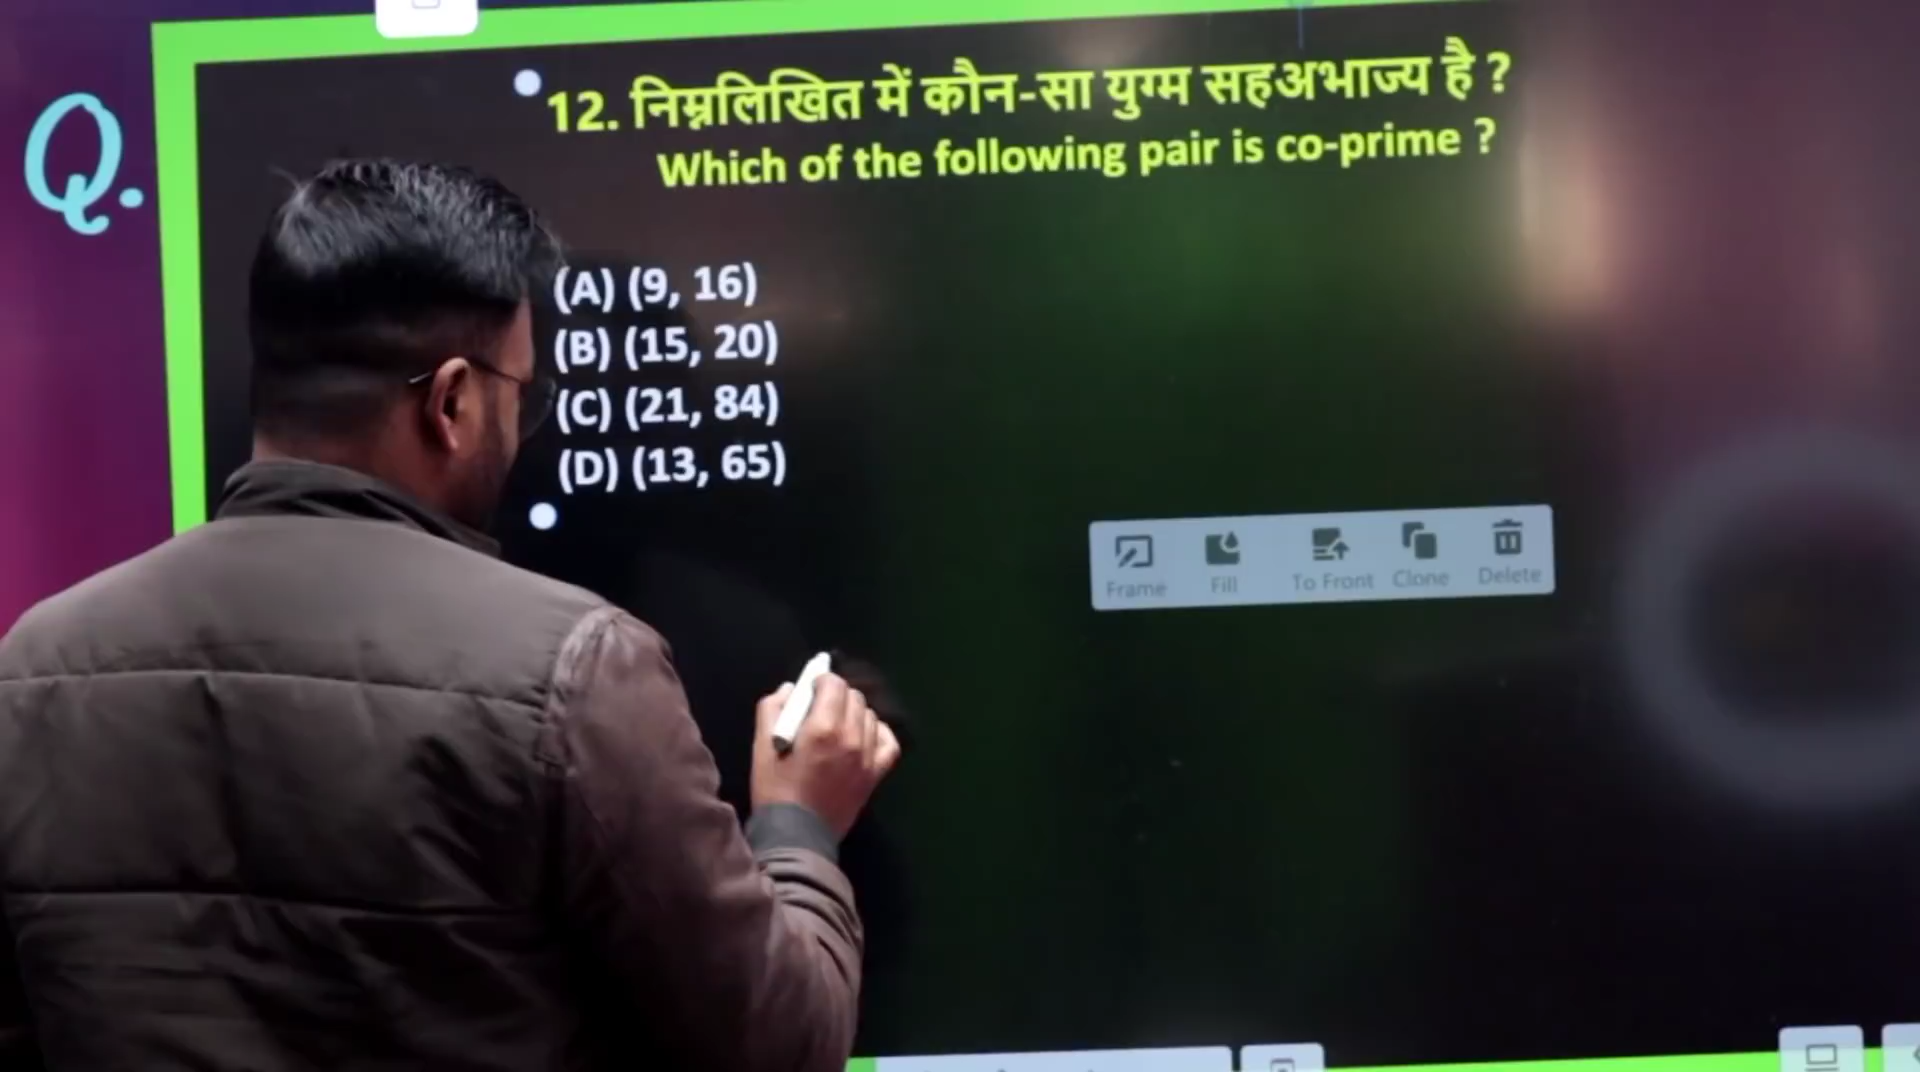 Q.
12. निम्नलिखित में कौन-सा युग्म सहअभाज्य है ?
Which of the following pair is co-prime ?
(A) (9, 16)
(B) (15, 20)
(C) (21, 84)
(D) (13, 65)
Frame Fill To Front Clone Delete